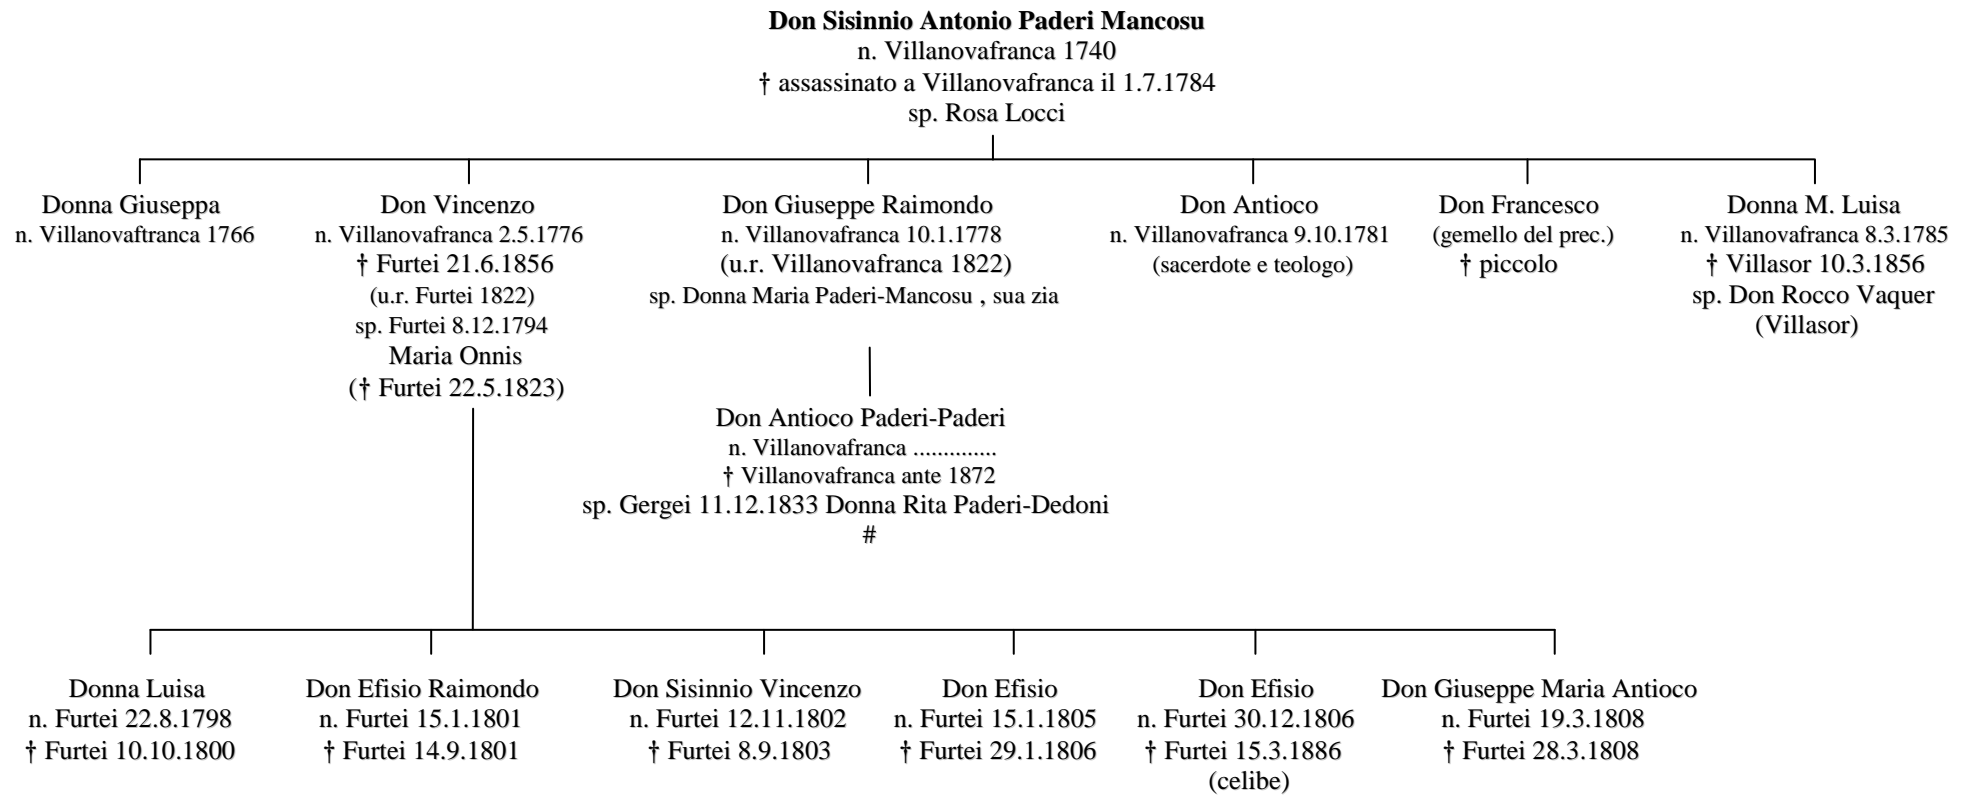 Don Sisinnio Antonio Paderi Mancosu
n. Villanovafranca 1740
† assassinato a Villanovafranca il 1.7.1784
sp. Rosa Locci
Donna Giuseppa
n. Villanovaftranca 1766
Don Vincenzo
n. Villanovafranca 2.5.1776
† Furtei 21.6.1856
(u.r. Furtei 1822)
sp. Furtei 8.12.1794
Maria Onnis
(† Furtei 22.5.1823)
Don Giuseppe Raimondo
n. Villanovafranca 10.1.1778
(u.r. Villanovafranca 1822)
sp. Donna Maria Paderi-Mancosu , sua zia
Don Antioco
n. Villanovafranca 9.10.1781
(sacerdote e teologo)
Don Francesco
(gemello del prec.)
† piccolo
Donna M. Luisa
n. Villanovafranca 8.3.1785
† Villasor 10.3.1856
sp. Don Rocco Vaquer
(Villasor)
Don Antioco Paderi-Paderi
n. Villanovafranca ..............
† Villanovafranca ante 1872
sp. Gergei 11.12.1833 Donna Rita Paderi-Dedoni
#
Donna Luisa
n. Furtei 22.8.1798
† Furtei 10.10.1800
Don Efisio Raimondo
n. Furtei 15.1.1801
† Furtei 14.9.1801
Don Sisinnio Vincenzo
n. Furtei 12.11.1802
† Furtei 8.9.1803
Don Efisio
n. Furtei 15.1.1805
† Furtei 29.1.1806
Don Efisio
n. Furtei 30.12.1806
† Furtei 15.3.1886
(celibe)
Don Giuseppe Maria Antioco
n. Furtei 19.3.1808
† Furtei 28.3.1808